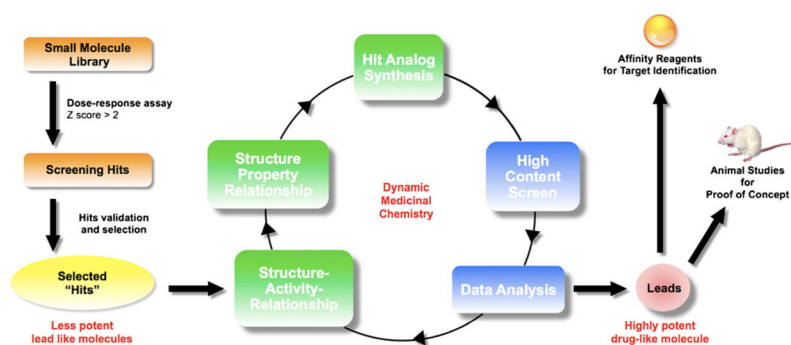 Small Molecule
Library
Dose-response assay
Z score > 2
Screening Hits
Hits validation
and selection
Selected
“Hits”
Less potent
lead like molecules
Hit Analog
Synthesis
Structure
Property
Relationship
High
Content
Screen
Dynamic
Medicinal
Chemistry
Structure-
Activity-
Relationship
Data Analysis
Leads
Highly potent
drug-like molecule
Affinity Reagents
for Target Identification
Animal Studies
for
Proof of Concept